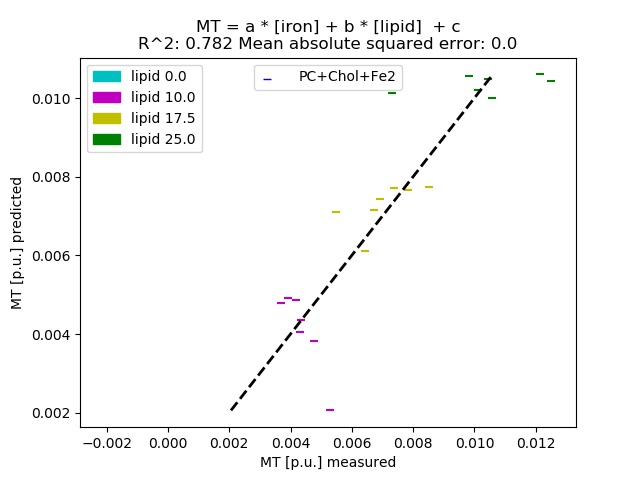 MT = a * [iron] + b * [lipid]  + c
R^2: 0.782 Mean absolute squared error: 0.0
lipid 0.0
lipid 10.0
lipid 17.5
lipid 25.0
PC+Chol+Fe2
MT [p.u.] predicted
0.010
0.008
0.006
0.004
0.002
−0.002 0.000 0.002 0.004 0.006 0.008 0.010 0.012
MT [p.u.] measured